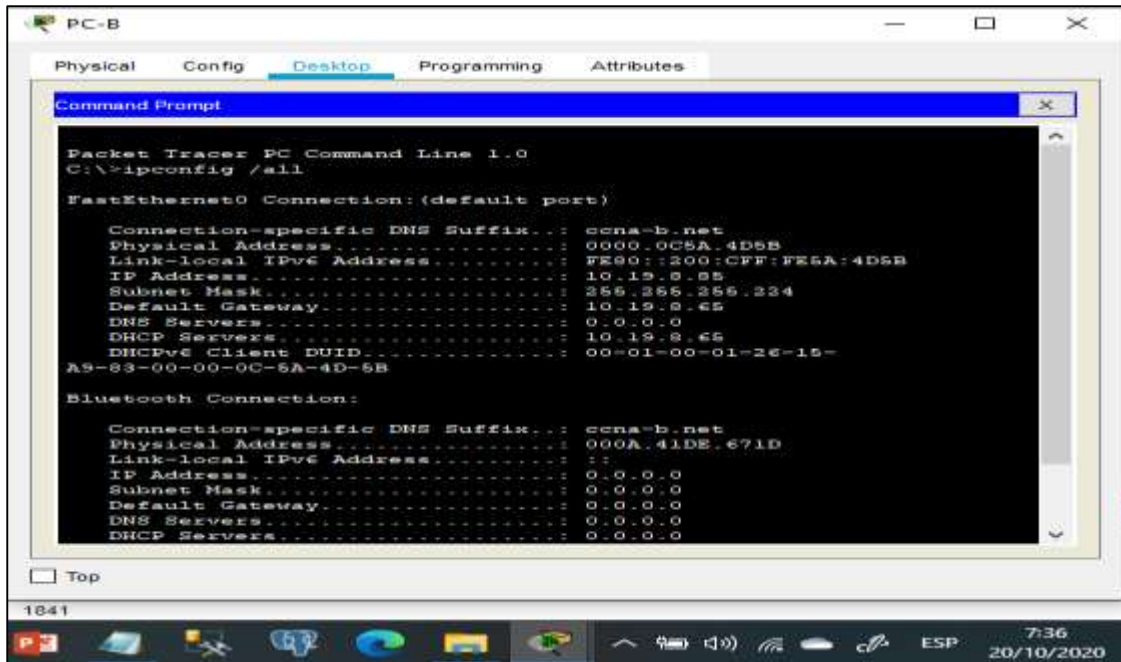 PC-B
Physical Config Desktop Programming Attributes
Command Prompt
Packet Tracer PC Command Line 1.0
C:\>ipconfig /all
FastEthernet0 Connection:(default port)
Connection-specific DNS Suffix..: ccna-b.net
Physical Address................: 0000.0C5A.4D5B
Link-local IPv6 Address.........: FE80::200:CFF:FE5A:4D5B
IP Address......................: 10.19.8.85
Subnet Mask.....................: 255.255.255.224
Default Gateway.................: 10.19.8.65
DNS Servers.....................: 0.0.0.0
DHCP Servers....................: 10.19.8.65
DHCPv6 Client DUID..............: 00-01-00-01-26-15-
A9-83-00-00-0C-5A-4D-5B
Bluetooth Connection:
Connection-specific DNS Suffix..: ccna-b.net
Physical Address................: 000A.41DE.671D
Link-local IPv6 Address.........: ::
IP Address......................: 0.0.0.0
Subnet Mask.....................: 0.0.0.0
Default Gateway.................: 0.0.0.0
DNS Servers.....................: 0.0.0.0
DHCP Servers....................: 0.0.0.0
Top
1841
ESP
7:36
20/10/2020